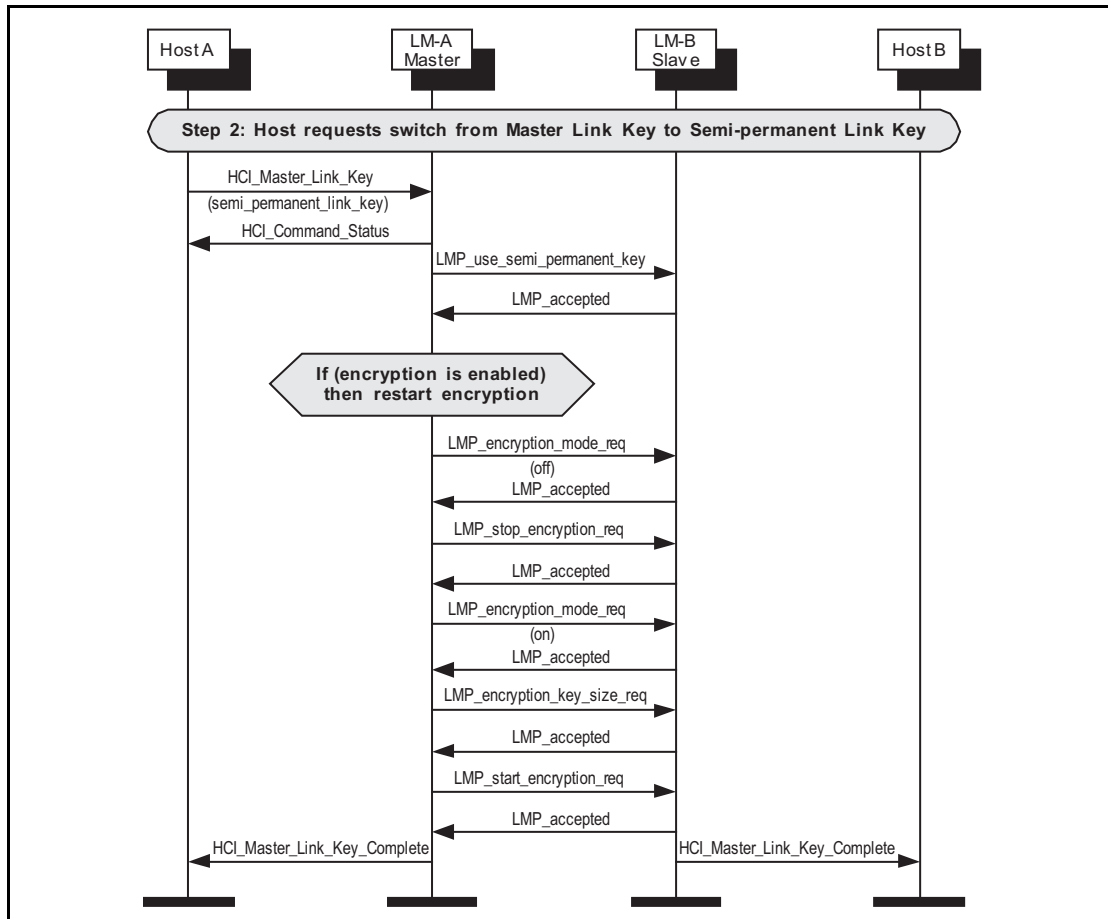 Host A
LM-A
Master
LM-B
Slave
Host B
Step 2: Host requests switch from Master Link Key to Semi-permanent Link Key
HCI_Master_Link_Key
(semi_permanent_link_key)
HCI_Command_Status
LMP_use_semi_permanent_key
LMP_accepted
If (encryption is enabled)
then restart encryption
LMP_encryption_mode_req
(off)
LMP_accepted
LMP_stop_encryption_req
LMP_accepted
LMP_encryption_mode_req
(on)
LMP_accepted
LMP_encryption_key_size_req
LMP_accepted
LMP_start_encryption_req
LMP_accepted
HCI_Master_Link_Key_Complete
HCI_Master_Link_Key_Complete